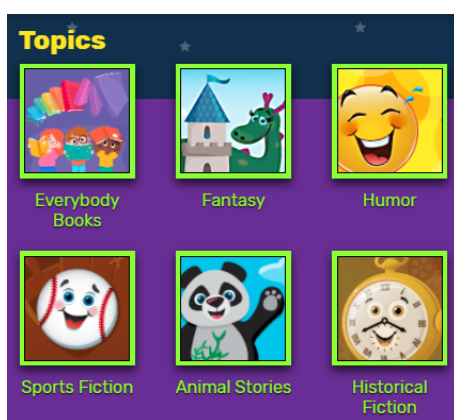 Topics
Everybody
Books
Fantasy
Humor
Sports Fiction
Animal Stories
Historical
Fiction